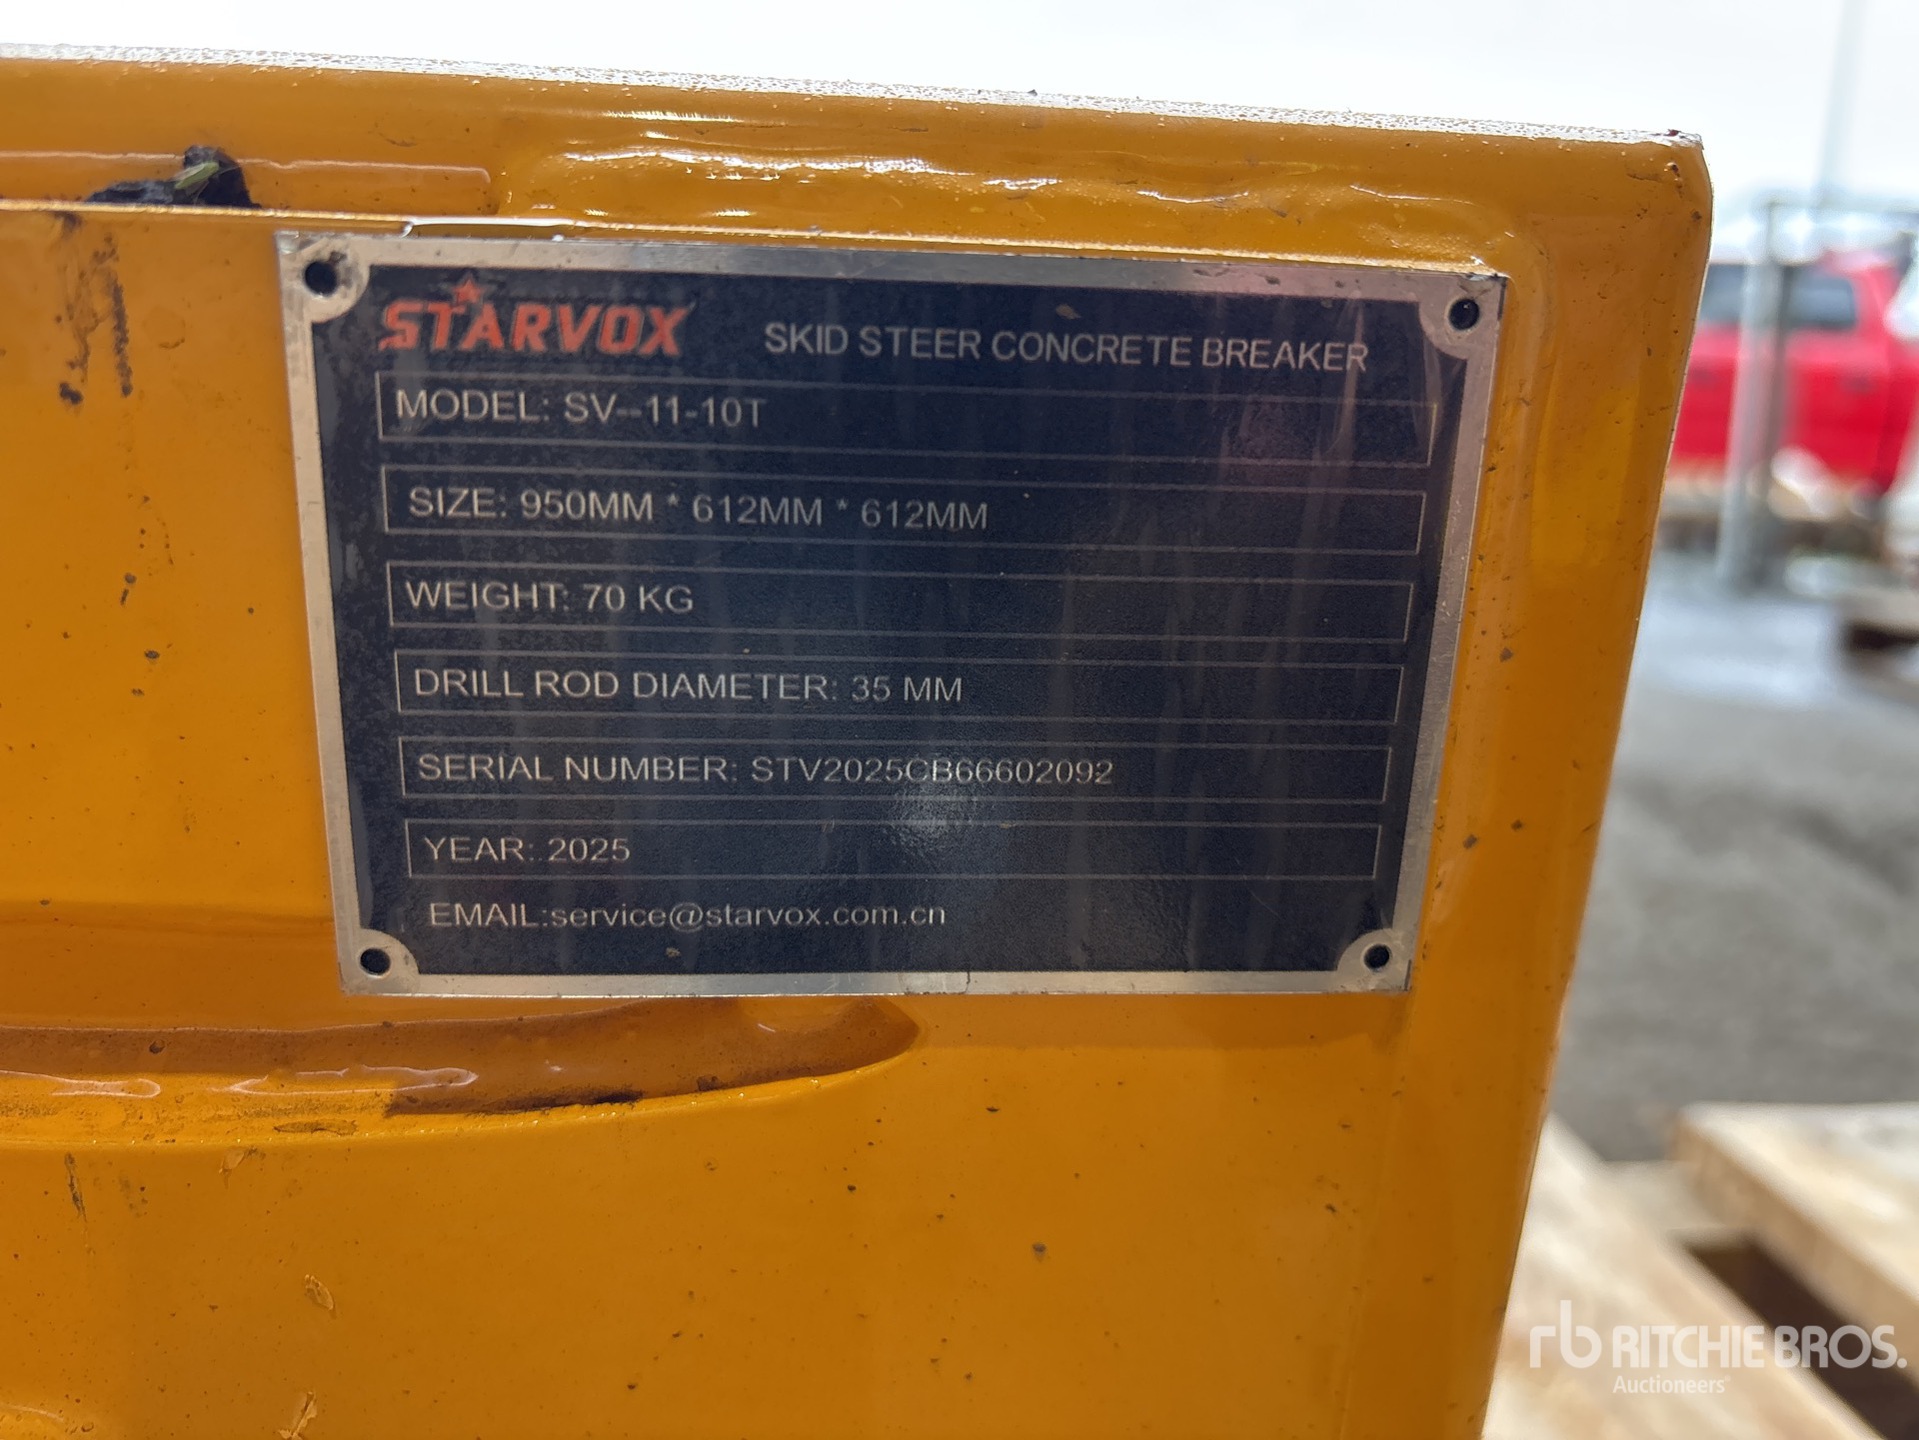 STARVOX SKID STEER CONCRETE BREAKER
MODEL: SV--11-10T
SIZE: 950MM * 612MM * 612MM
WEIGHT: 70 KG
DRILL ROD DIAMETER: 35 MM
SERIAL NUMBER: STV2025CB66602092
YEAR: 2025
EMAIL:service@starvox.com.cn
rb RITCHIE BROS.
Auctioneers